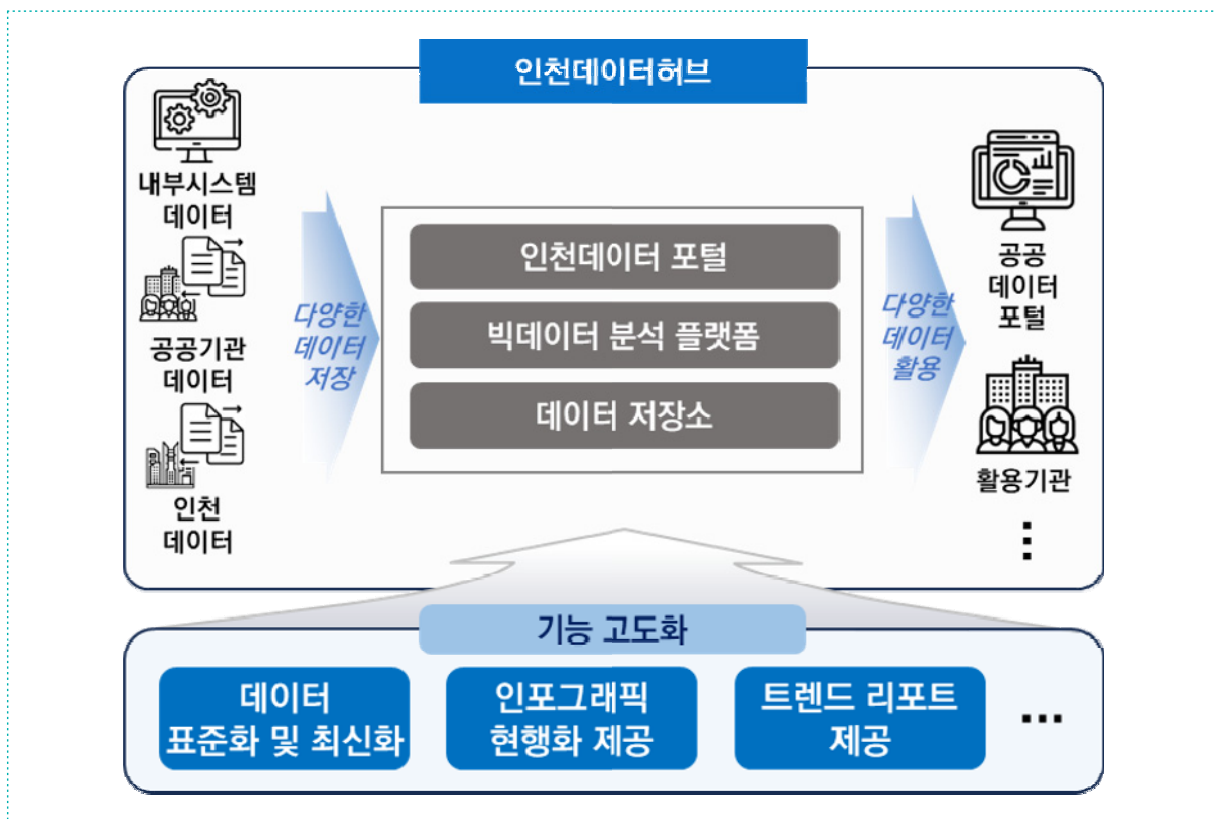 인천데이터허브
내부시스템
데이터
공공기관
데이터
인천
데이터
다양한
데이터
저장
인천데이터 포털
빅데이터 분석 플랫폼
데이터 저장소
다양한
데이터
활용
공공
데이터
포털
활용기관
기능 고도화
데이터
표준화 및 최신화
인포그래픽
현행화 제공
트렌드 리포트
제공